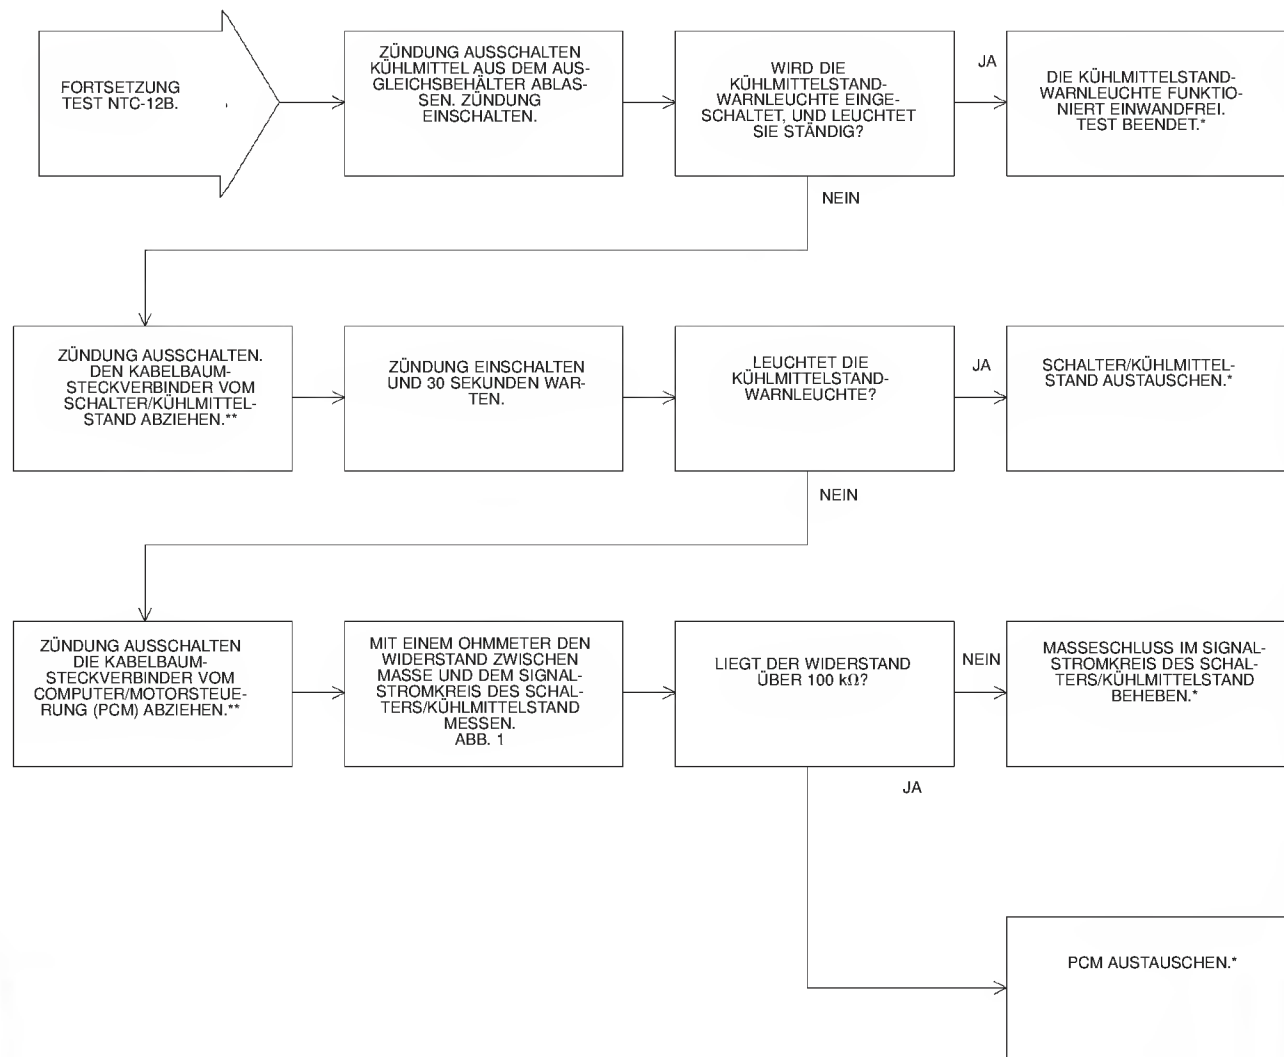 FORTSETZUNG
TEST NTC-12B.
ZÜNDUNG AUSSCHALTEN
KÜHLMITTEL AUS DEM AUS-
GLEICHSBEHÄLTER ABLAS-
SEN. ZÜNDUNG
EINSCHALTEN.
WIRD DIE
KÜHLMITTELSTAND-
WARNLEUCHTE EINGE-
SCHALTET, UND LEUCHTET
SIE STÄNDIG?
JA
DIE KÜHLMITTELSTAND-
WARNLEUCHTE FUNKTIO-
NIERT EINWANDFREI.
TEST BEENDET.*
NEIN
ZÜNDUNG AUSSCHALTEN.
DEN KABELBAUM-
STECKVERBINDER VOM
SCHALTER/KÜHLMITTEL-
STAND ABZIEHEN.**
ZÜNDUNG EINSCHALTEN
UND 30 SEKUNDEN WAR-
TEN.
LEUCHTET DIE
KÜHLMITTELSTAND-
WARNLEUCHTE?
JA
SCHALTER/KÜHLMITTEL-
STAND AUSTAUSCHEN.*
NEIN
ZÜNDUNG AUSSCHALTEN
DIE KABELBAUM-
STECKVERBINDER VOM
COMPUTER/MOTORSTEUE-
RUNG (PCM) ABZIEHEN.**
MIT EINEM OHMMETER DEN
WIDERSTAND ZWISCHEN
MASSE UND DEM SIGNAL-
STROMKREIS DES SCHAL-
TERS/KÜHLMITTELSTAND
MESSEN.
ABB. 1
LIEGT DER WIDERSTAND
ÜBER 100 kΩ?
NEIN
MASSESCHLUSS IM SIGNAL-
STROMKREIS DES SCHAL-
TERS/KÜHLMITTELSTAND
BEHEBEN.*
JA
PCM AUSTAUSCHEN.*